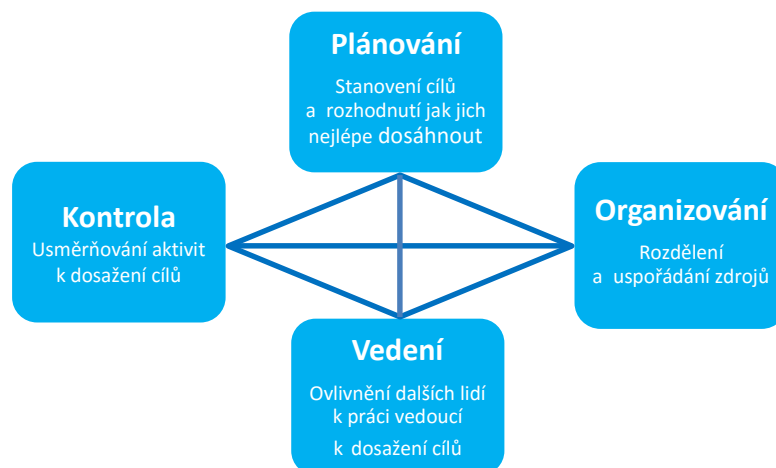 Plánování
Stanovení cílů
a rozhodnutí jak jich
nejlépe dosáhnout
Kontrola
Usměrňování aktivit
k dosažení cílů
Organizování
Rozdělení
a uspořádání zdrojů
Vedení
Ovlivnění dalších lidí
k práci vedoucí
k dosažení cílů